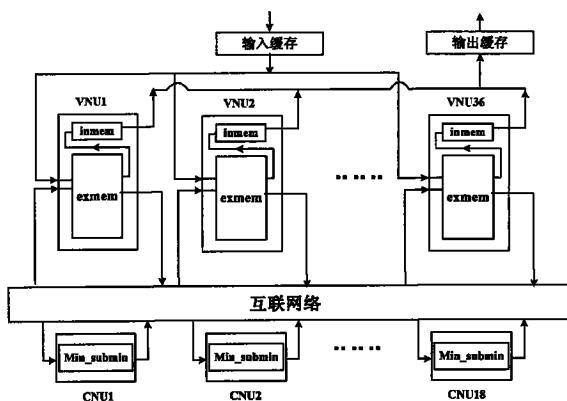 输入缓存 输出缓存
VNU1 VNU2 VNU36
inmem inmem inmem
exmem exmem exmem
互联网络
Min_submin Min_submin Min_submin
CNU1 CNU2 CNU18